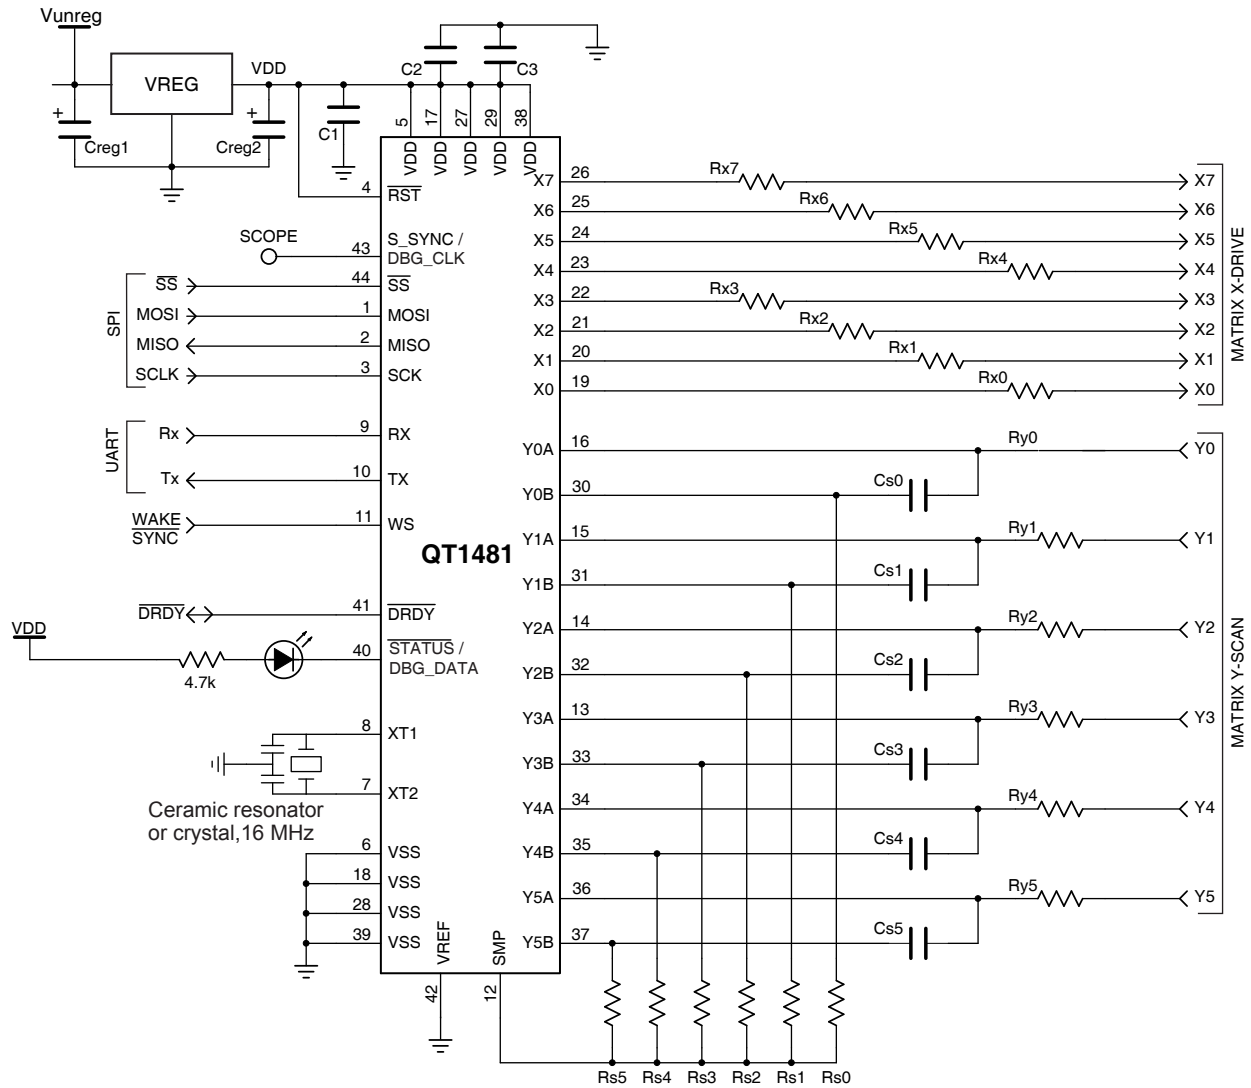 Vunreg
VREG
VDD
+
Creg1
+
Creg2
C1
C2
C3
5
17
27
29
38
VDD
VDD
VDD
VDD
VDD
4
RST
SCOPE
43
S_SYNC /
DBG_CLK
SPI
SS
44
SS
MOSI
1
MOSI
MISO
2
MISO
SCLK
3
SCK
UART
Rx
9
RX
Tx
10
TX
WAKE
SYNC
11
WS
QT1481
DRDY
41
DRDY
VDD
4.7k
40
STATUS /
DBG_DATA
8
XT1
7
XT2
Ceramic resonator
or crystal,16 MHz
6
VSS
18
VSS
28
VSS
39
VSS
VREF
42
SMP
12
X7
26
Rx7
X7
X6
25
Rx6
X6
X5
24
Rx5
X5
X4
23
Rx4
X4
X3
22
Rx3
X3
X2
21
Rx2
X2
X1
20
Rx1
X1
X0
19
Rx0
X0
MATRIX X-DRIVE
Y0A
16
Ry0
Y0
Y0B
30
Cs0
Y1A
15
Ry1
Y1
Y1B
31
Cs1
Y2A
14
Ry2
Y2
Y2B
32
Cs2
Y3A
13
Ry3
Y3
Y3B
33
Cs3
Y4A
34
Ry4
Y4
Y4B
35
Cs4
Y5A
36
Ry5
Y5
Y5B
37
Cs5
MATRIX Y-SCAN
Rs5
Rs4
Rs3
Rs2
Rs1
Rs0